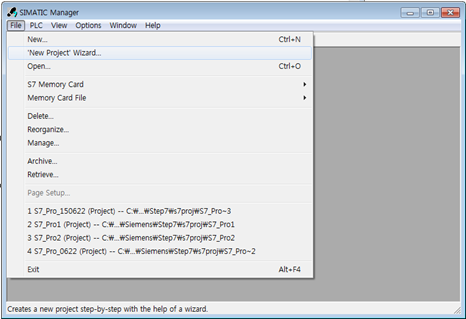 SIMATIC Manager
File PLC View Options Window Help
New... Ctrl+N
'New Project' Wizard...
Open... Ctrl+O
S7 Memory Card
Memory Card File
Delete...
Reorganize...
Manage...
Archive...
Retrieve...
Page Setup...
1 S7_Pro_150622 (Project) -- C:₩...₩Step7₩s7proj₩S7_Pro~3
2 S7_Pro1 (Project) -- C:₩...₩Siemens₩Step7₩s7proj₩S7_Pro1
3 S7_Pro2 (Project) -- C:₩...₩Siemens₩Step7₩s7proj₩S7_Pro2
4 S7_Pro_0622 (Project) -- C:₩...₩Siemens₩Step7₩s7proj₩S7_Pro~2
Exit Alt+F4
Creates a new project step-by-step with the help of a wizard.